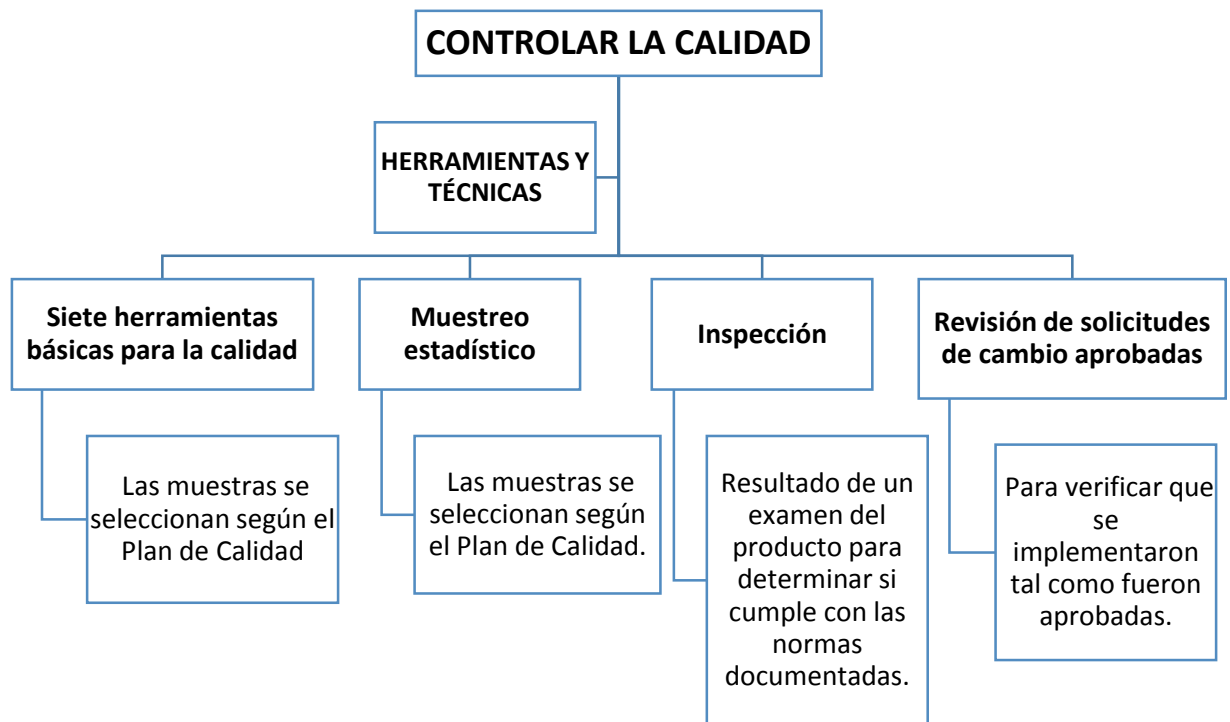 CONTROLAR LA CALIDAD
HERRAMIENTAS Y
TÉCNICAS
Siete herramientas
básicas para la calidad
Las muestras se
seleccionan según el
Plan de Calidad
Muestreo
estadístico
Las muestras se
seleccionan según
el Plan de Calidad.
Inspección
Resultado de un
examen del
producto para
determinar si
cumple con las
normas
documentadas.
Revisión de solicitudes
de cambio aprobadas
Para verificar que
se
implementaron
tal como fueron
aprobadas.